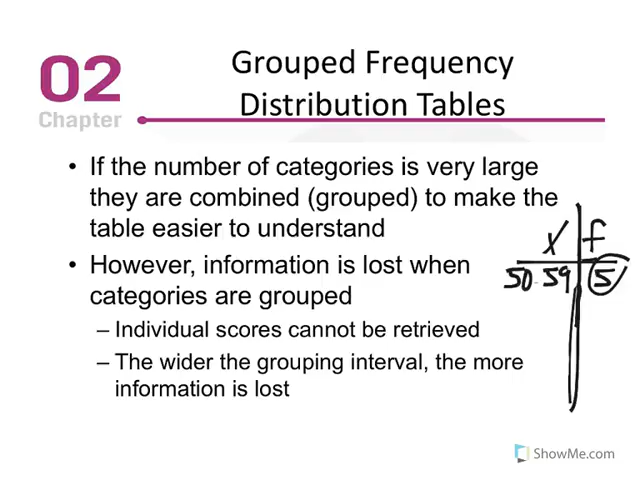 02
Chapter
Grouped Frequency
Distribution Tables
• If the number of categories is very large
they are combined (grouped) to make the
table easier to understand
• However, information is lost when
categories are grouped
– Individual scores cannot be retrieved
– The wider the grouping interval, the more
information is lost
X f
50-59 5
ShowMe.com